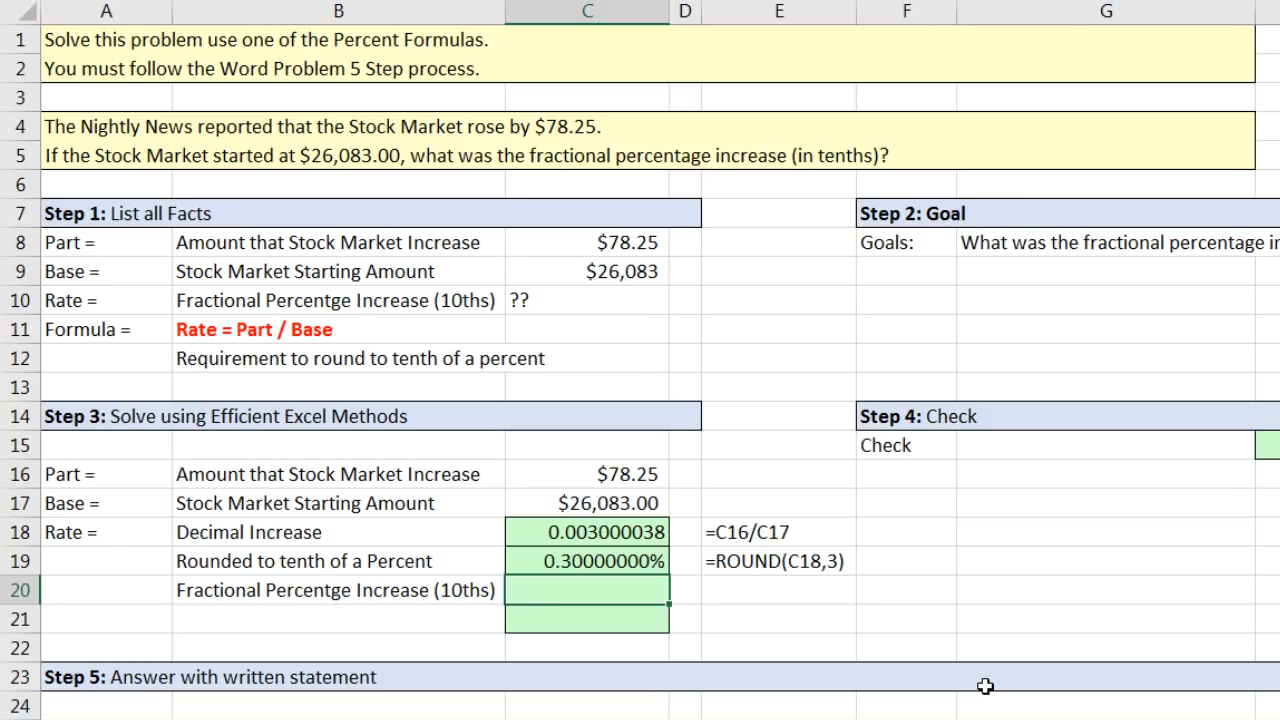 A B C D E F G
1 Solve this problem use one of the Percent Formulas.
2 You must follow the Word Problem 5 Step process.
3
4 The Nightly News reported that the Stock Market rose by $78.25.
5 If the Stock Market started at $26,083.00, what was the fractional percentage increase (in tenths)?
6
7 Step 1: List all Facts Step 2: Goal
8 Part = Amount that Stock Market Increase $78.25 Goals: What was the fractional percentage in
9 Base = Stock Market Starting Amount $26,083
10 Rate = Fractional Percentge Increase (10ths) ??
11 Formula = Rate = Part / Base
12 Requirement to round to tenth of a percent
13
14 Step 3: Solve using Efficient Excel Methods Step 4: Check
15 Check
16 Part = Amount that Stock Market Increase $78.25
17 Base = Stock Market Starting Amount $26,083.00
18 Rate = Decimal Increase 0.003000038 =C16/C17
19 Rounded to tenth of a Percent 0.30000000% =ROUND(C18,3)
20 Fractional Percentge Increase (10ths)
21
22
23 Step 5: Answer with written statement
24